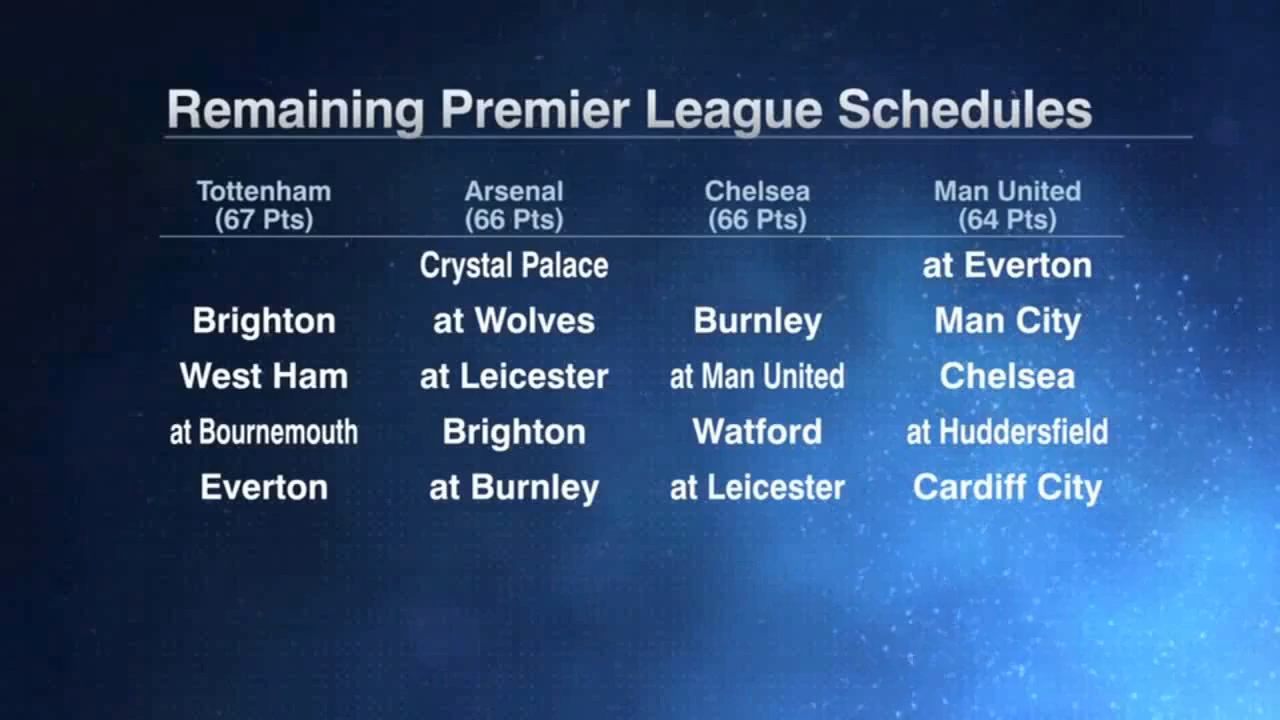 Remaining Premier League Schedules
Tottenham Arsenal Chelsea Man United
(67 Pts) (66 Pts) (66 Pts) (64 Pts)
Crystal Palace at Everton
Brighton at Wolves Burnley Man City
West Ham at Leicester at Man United Chelsea
at Bournemouth Brighton Watford at Huddersfield
Everton at Burnley at Leicester Cardiff City